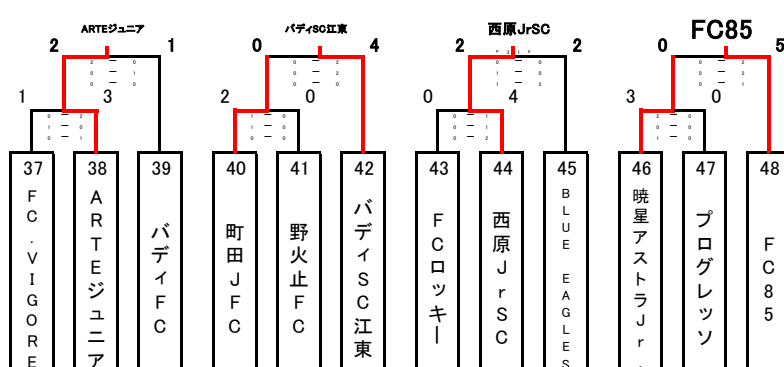 ARTEジュニア
バディSC江東
西原JrSC
FC85
2 1
0 4
2 2
0 5
1 3
2 0
0 4
3 0
37 38 39 40 41 42 43 44 45 46 47 48
FC.VIGORE
ARTEジュニア
バディFC
町田JFC
野火止FC
バディSC江東
FCロッキー
西原JrSC
BLUE EAGLES
暁星アストラJr.
プログレッソ
FC85